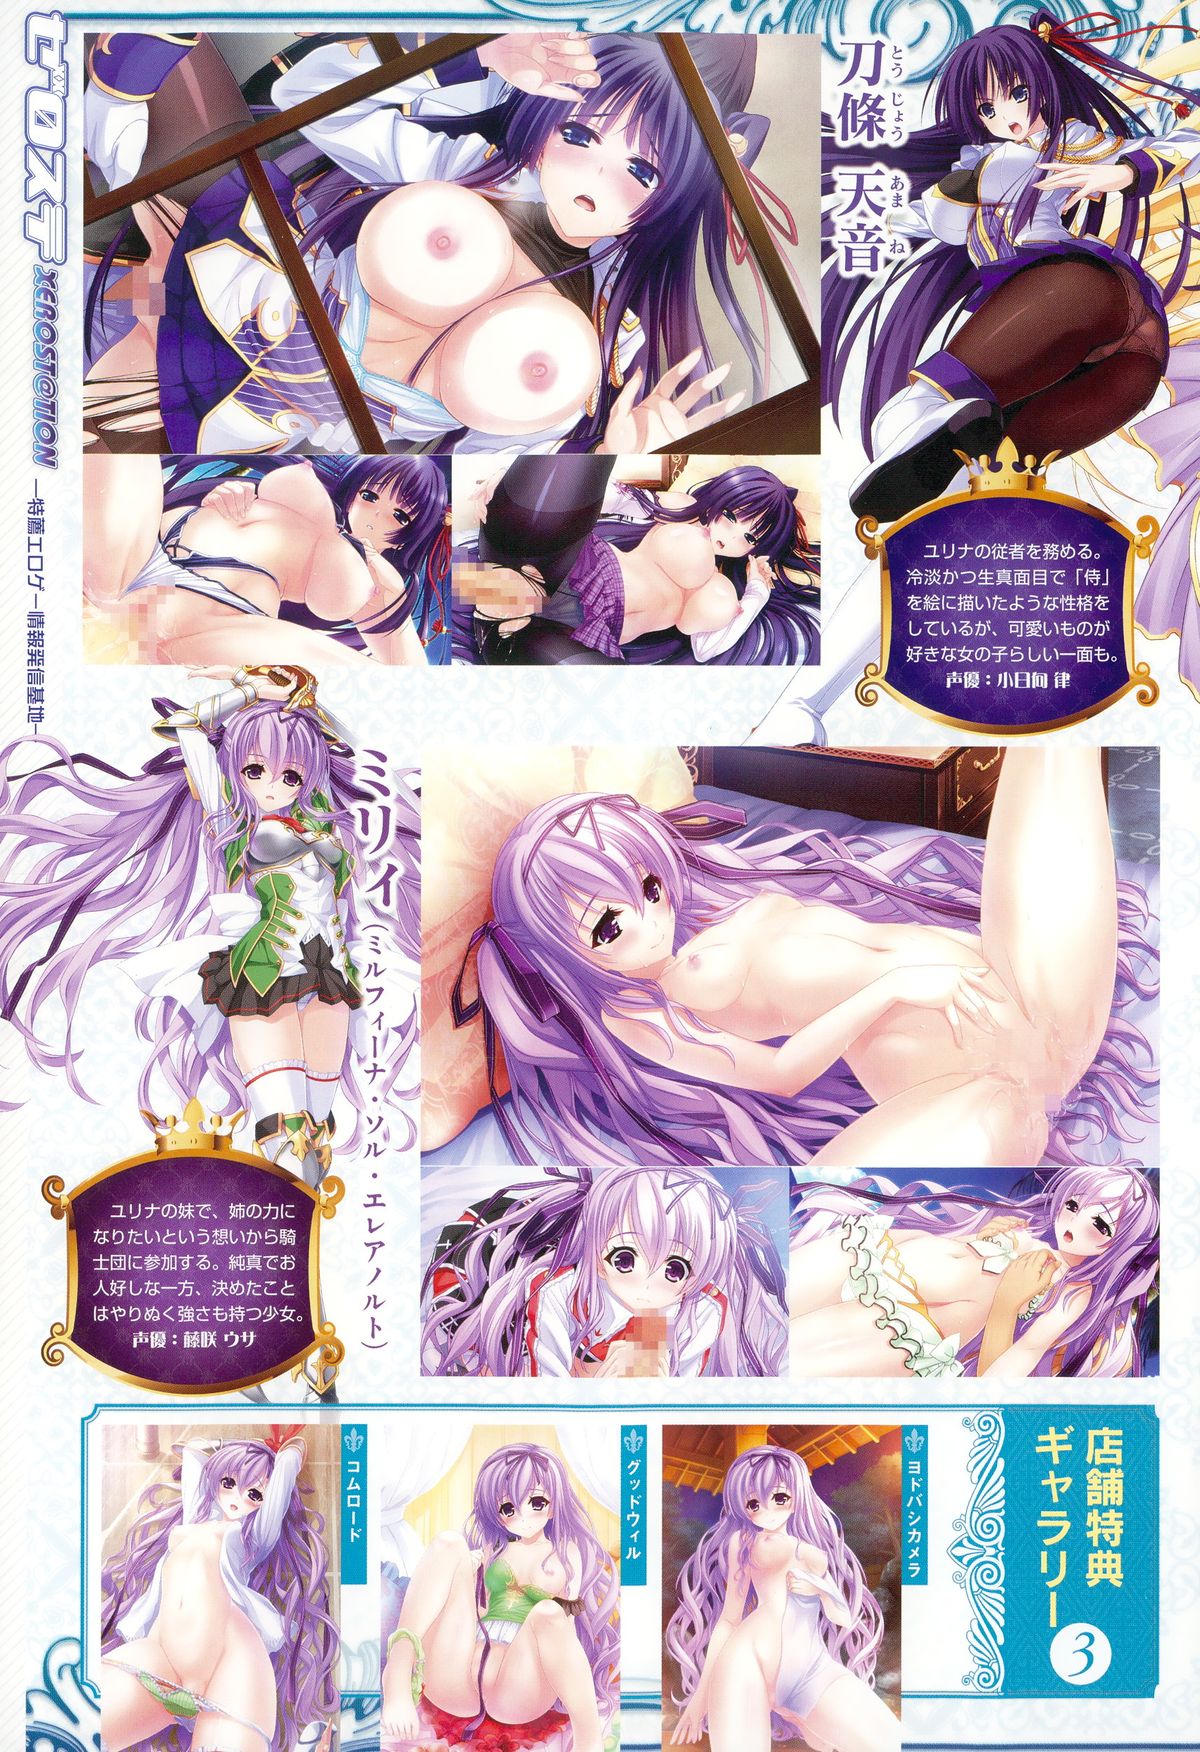 ゼロステ XEROST@TION
―特薦エロゲー情報発信基地―
刀條 天音
とうじょう あまね
ユリナの従者を務める。
冷淡かつ生真面目で「侍」
を絵に描いたような性格を
しているが、可愛いものが
好きな女の子らしい一面も。
声優：小日向 律
ミリィ
(ミルフィーナ・ソル・エレアノルト)
ユリナの妹で、姉の力に
なりたいという想いから騎
士団に参加する。純真でお
人好しな一方、決めたこと
はやりぬく強さも持つ少女。
声優：藤咲 ウサ
店舗特典
ギャラリー
3
ヨドバシカメラ
グッドウィル
コムロード